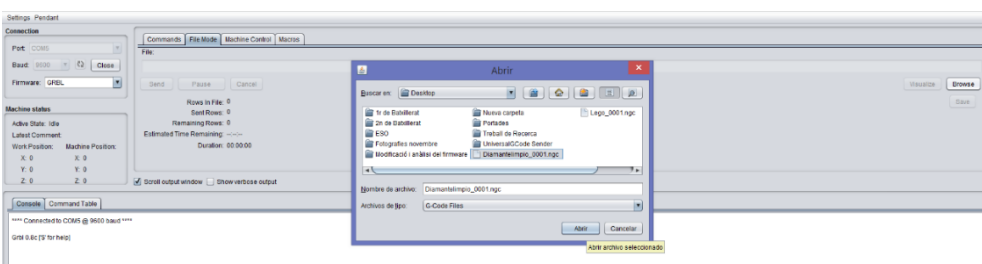 Settings Pendant
Connection
Port: COM5
Baud: 9600 Close
Firmware: GRBL
Machine status
Active State: Idle
Latest Comment:
Work Position: Machine Position:
X: 0 X: 0
Y: 0 Y: 0
Z: 0 Z: 0
Commands File Mode Machine Control Macros
File:
Send Pause Cancel
Visualize Browse
Save
Rows In File: 0
Sent Rows: 0
Remaining Rows: 0
Estimated Time Remaining: --:--:--
Duration: 00:00:00
Scroll output window Show verbose output
Abrir
Buscar en: Desktop
1r de Batxillerat Nueva carpeta Lego_0001.ngc
2n de Batxillerat Portades
ESO Treball de Recerca
Fotografies novembre UniversalGCode Sender
Modificació i anàlisi del firmware Diamantelimpio_0001.ngc
Nombre de archivo: Diamantelimpio_0001.ngc
Archivos de tipo: G-Code Files
Abrir Cancelar
Abrir archivo seleccionado
Console Command Table
**** Connected to COM5 @ 9600 baud ****
Grbl 0.8c ['$' for help]